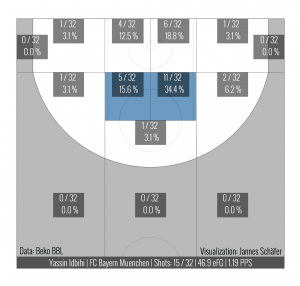 1 / 32 4 / 32 6 / 32 1 / 32
3.1 % 12.5 % 18.8 % 3.1 %
0 / 32 0 / 32
0.0 % 0.0 %
1 / 32 5 / 32 11 / 32 2 / 32
3.1 % 15.6 % 34.4 % 6.2 %
1 / 32
3.1 %
0 / 32 0 / 32 0 / 32
0.0 % 0.0 % 0.0 %
Data: Beko BBL Visualization: Jannes Schäfer
Yassin Idbihi | FC Bayern Muenchen | Shots: 15 / 32 | 46.9 eFG | 1.19 PPS